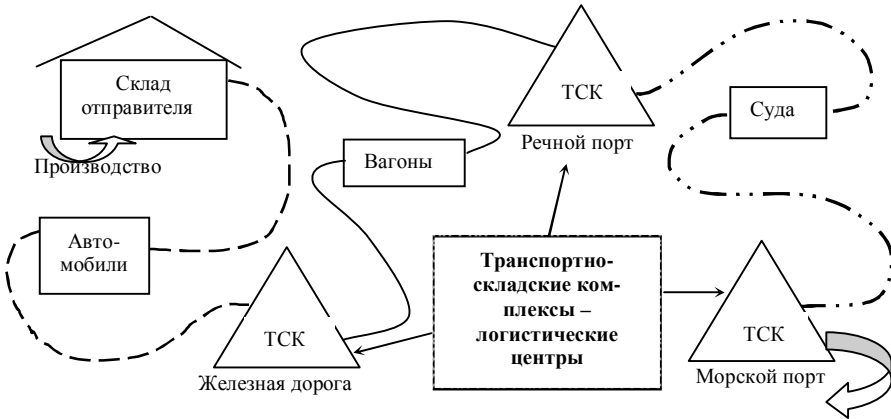 Склад
отправителя
Производство
Авто-
мобили
Вагоны
ТСК
Железная дорога
ТСК
Речной порт
Суда
Транспортно-
складские ком-
плексы –
логистические
центры
ТСК
Морской порт